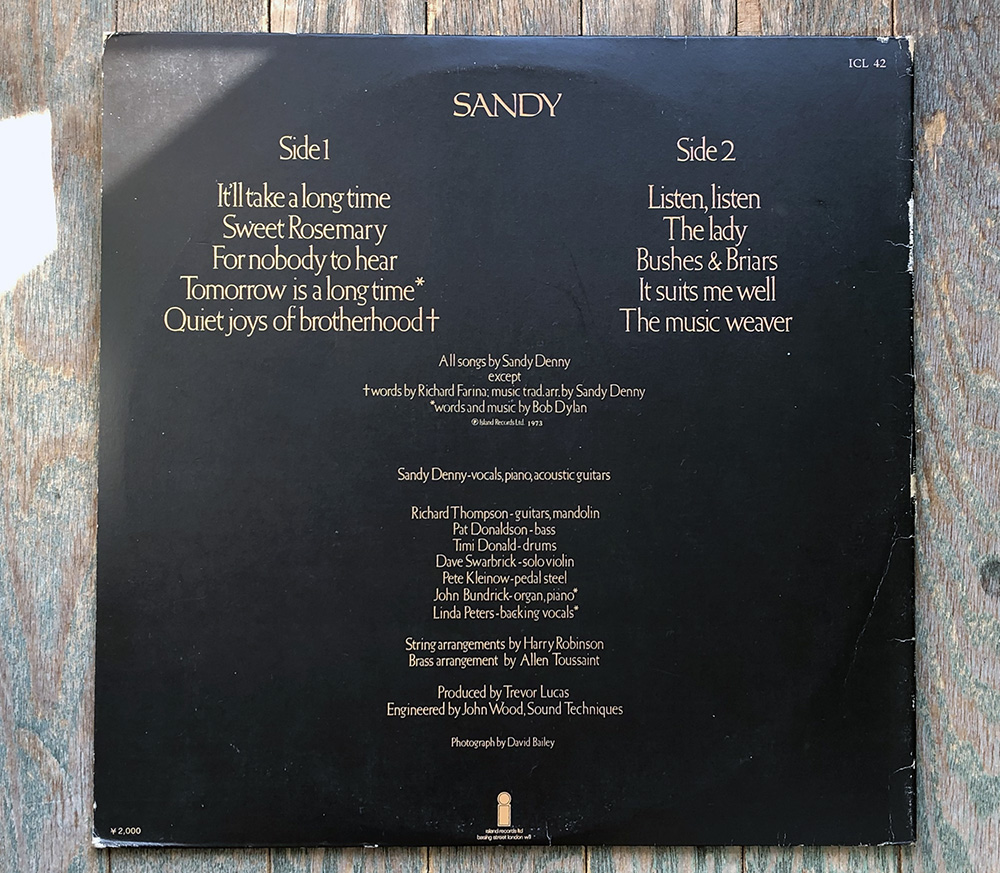 ICL 42
SANDY
Side 1
It'll take a long time
Sweet Rosemary
For nobody to hear
Tomorrow is a long time*
Quiet joys of brotherhood†
Side 2
Listen, listen
The lady
Bushes & Briars
It suits me well
The music weaver
All songs by Sandy Denny
except
†words by Richard Farina; music trad. arr. by Sandy Denny
*words and music by Bob Dylan
℗ Island Records Ltd. 1973
Sandy Denny-vocals, piano, acoustic guitars
Richard Thompson-guitars, mandolin
Pat Donaldson-bass
Timi Donald-drums
Dave Swarbrick-solo violin
Pete Kleinow-pedal steel
John Bundrick-organ, piano*
Linda Peters-backing vocals*
String arrangements by Harry Robinson
Brass arrangement by Allen Toussaint
Produced by Trevor Lucas
Engineered by John Wood, Sound Techniques
Photograph by David Bailey
island records ltd
basing street london w11
¥2,000